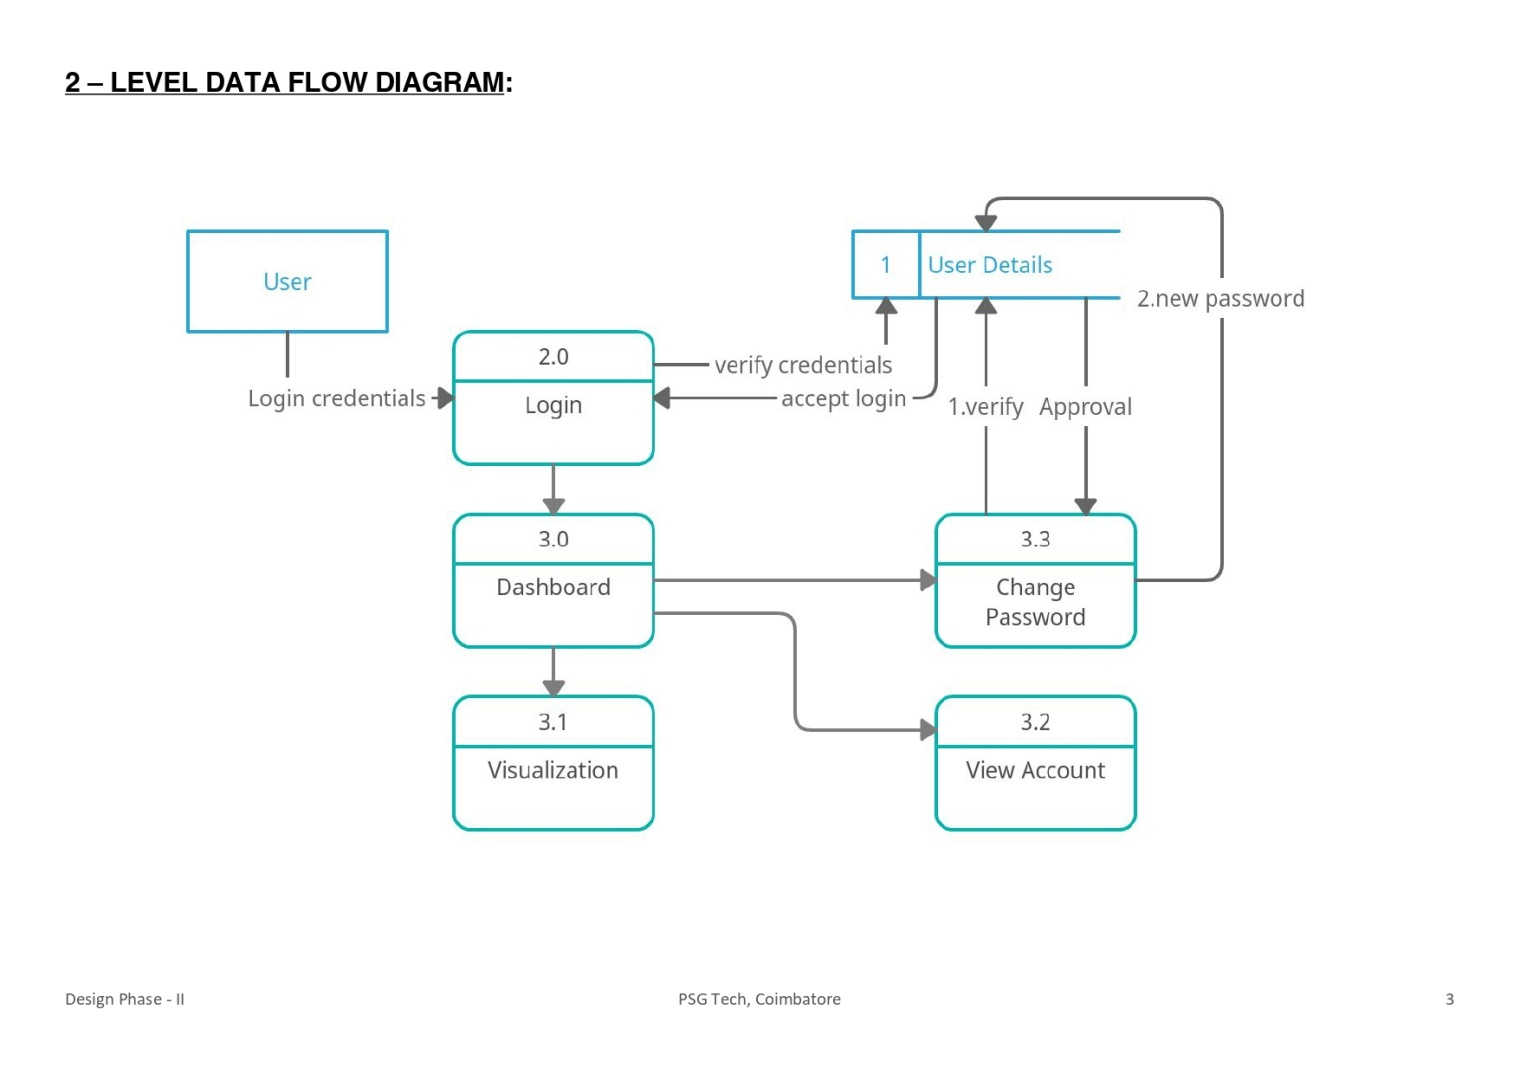 2 – LEVEL DATA FLOW DIAGRAM:
User
1
User Details
2.new password
2.0
Login
verify credentials
Login credentials
accept login
1.verify
Approval
3.0
Dashboard
3.3
Change
Password
3.1
Visualization
3.2
View Account
Design Phase - II
PSG Tech, Coimbatore
3